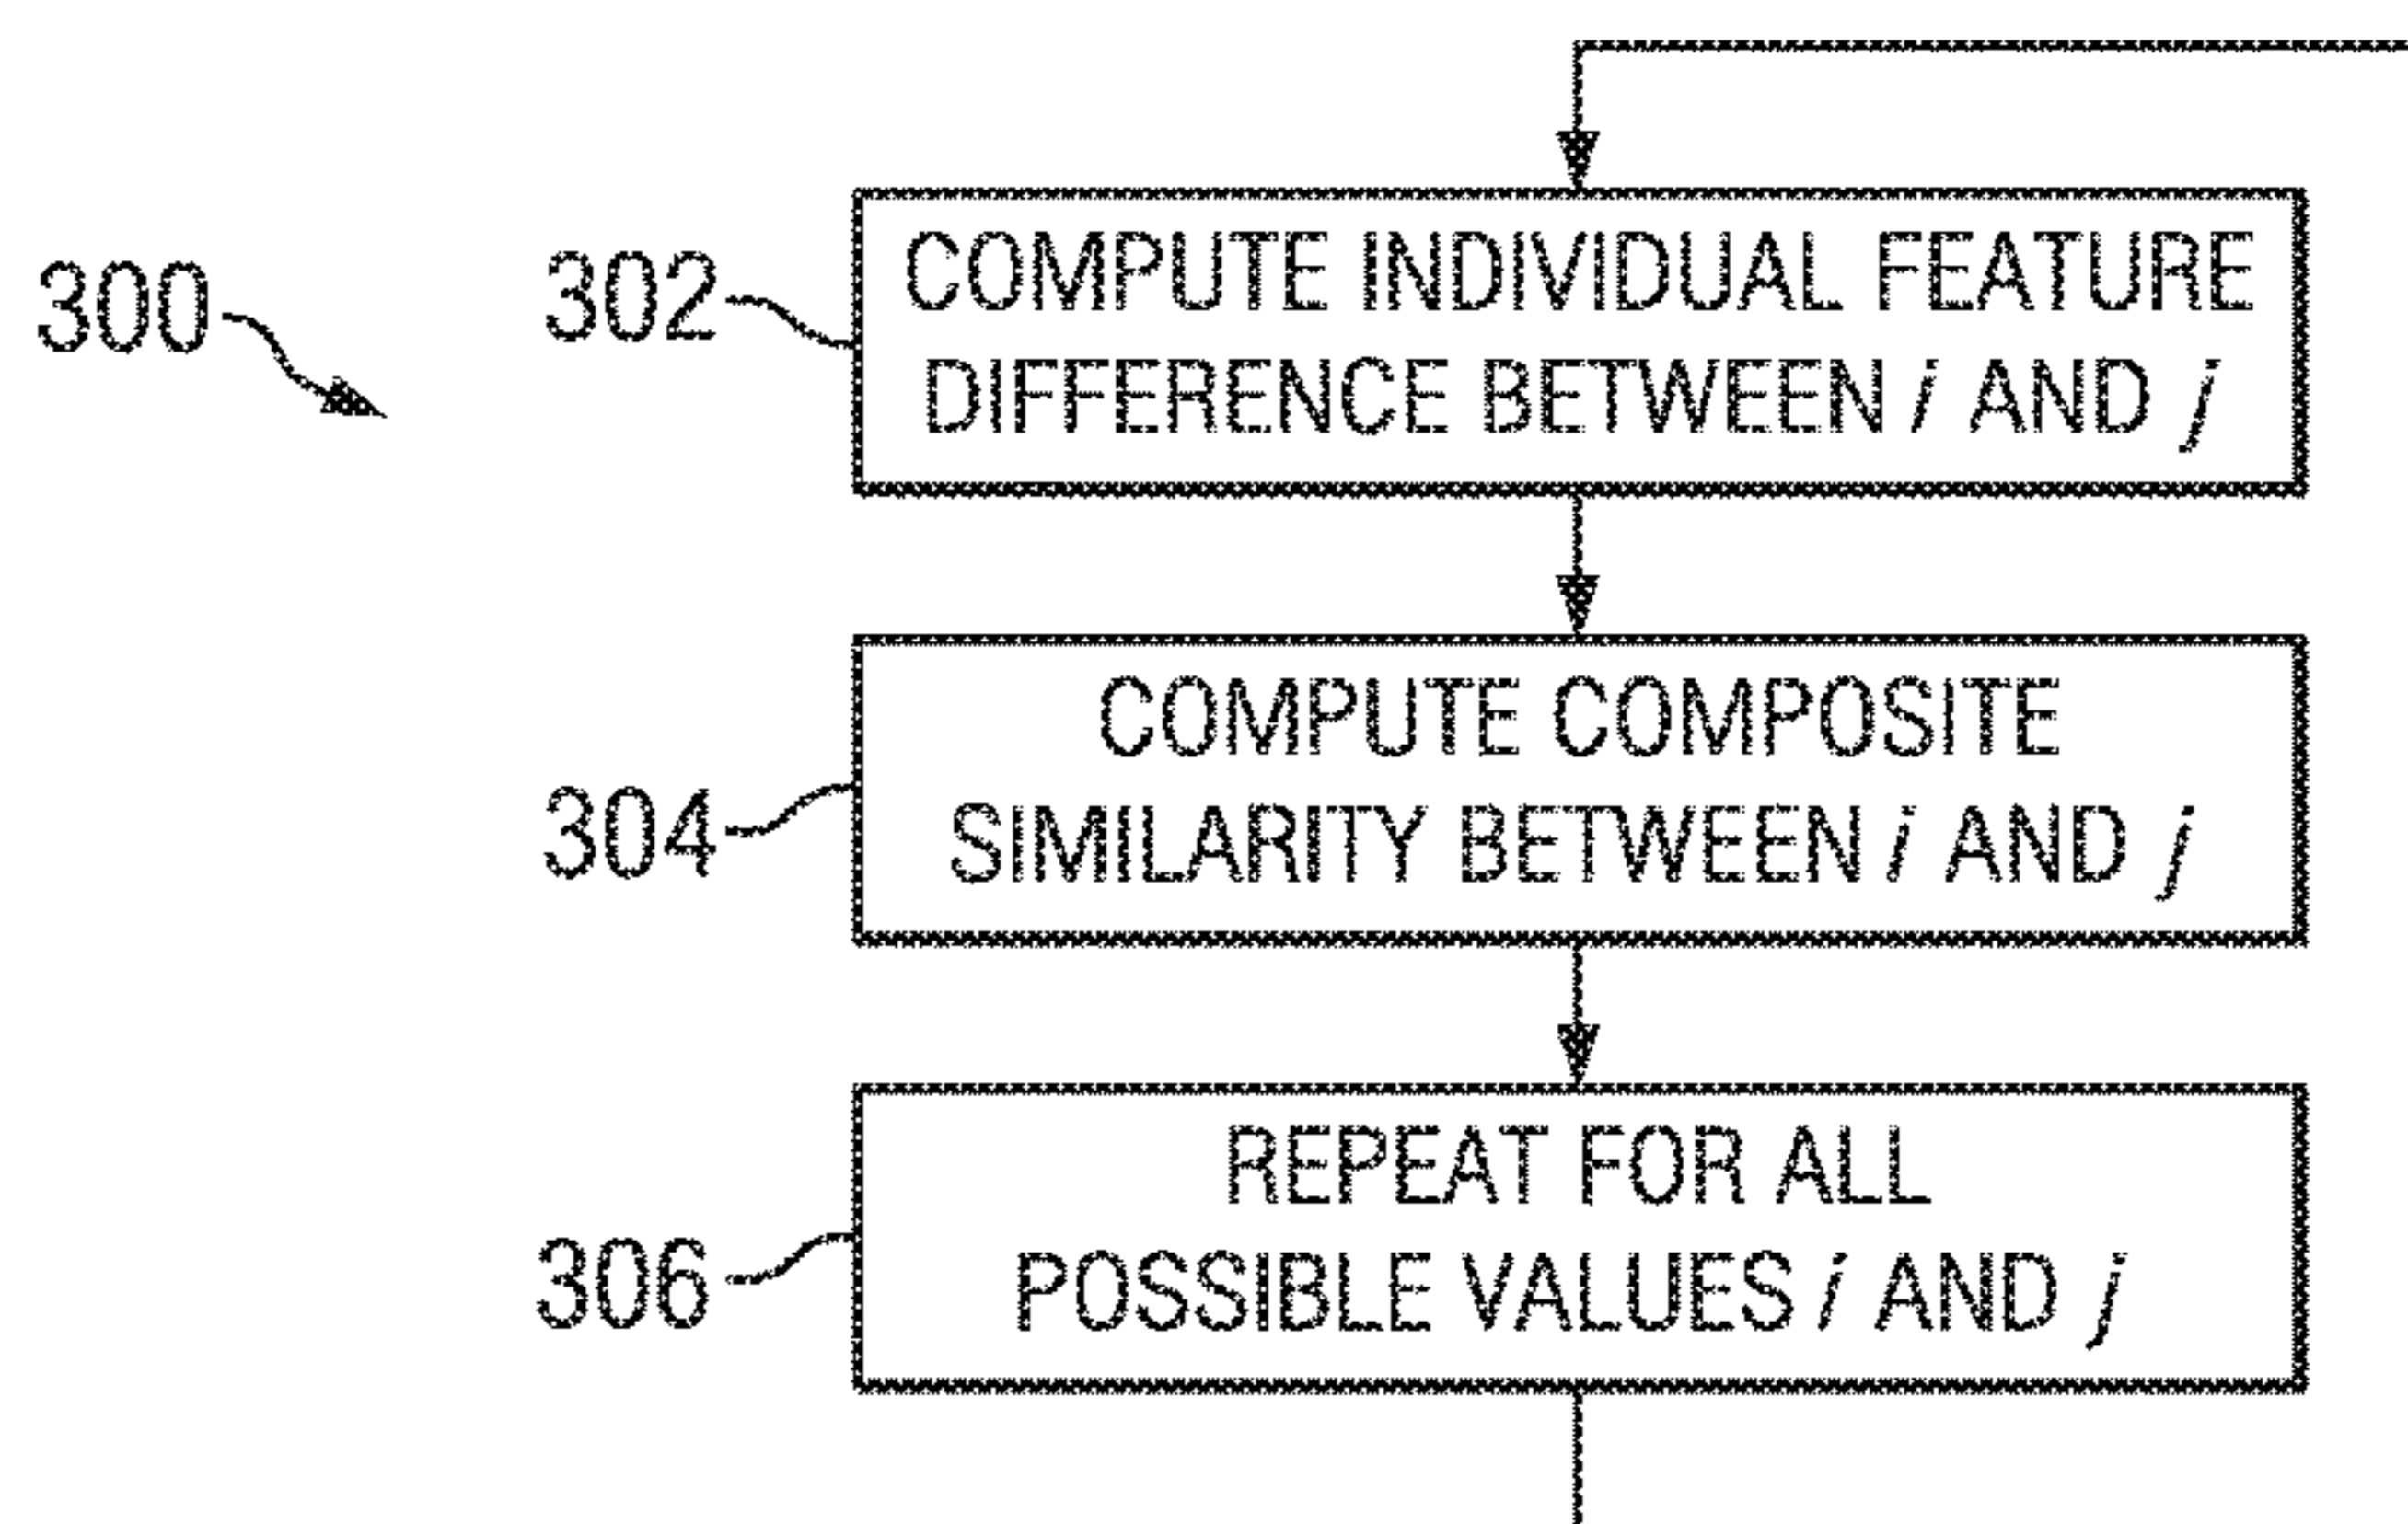 300
302
COMPUTE INDIVIDUAL FEATURE
DIFFERENCE BETWEEN i AND j
304
COMPUTE COMPOSITE
SIMILARITY BETWEEN i AND j
306
REPEAT FOR ALL
POSSIBLE VALUES i AND j